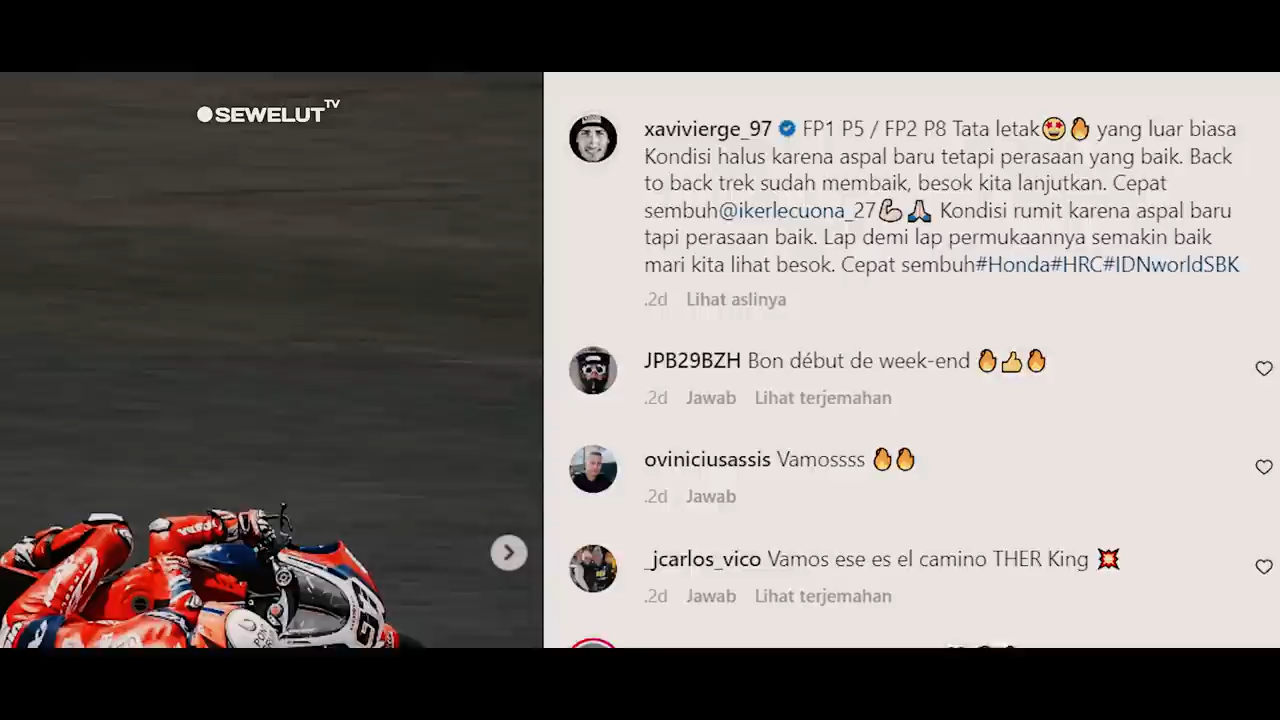 SEWELUT TV
xavivierge_97 FP1 P5 / FP2 P8 Tata letak😍🔥 yang luar biasa
Kondisi halus karena aspal baru tetapi perasaan yang baik. Back
to back trek sudah membaik, besok kita lanjutkan. Cepat
sembuh@ikerlecuona_27💪🙏 Kondisi rumit karena aspal baru
tapi perasaan baik. Lap demi lap permukaannya semakin baik
mari kita lihat besok. Cepat sembuh#Honda#HRC#IDNworldSBK
.2d Lihat aslinya
JPB29BZH Bon début de week-end 🔥👍🔥
.2d Jawab Lihat terjemahan
oviniciusassis Vamossss 🔥🔥
.2d Jawab
_jcarlos_vico Vamos ese es el camino THER King 💥
.2d Jawab Lihat terjemahan
97